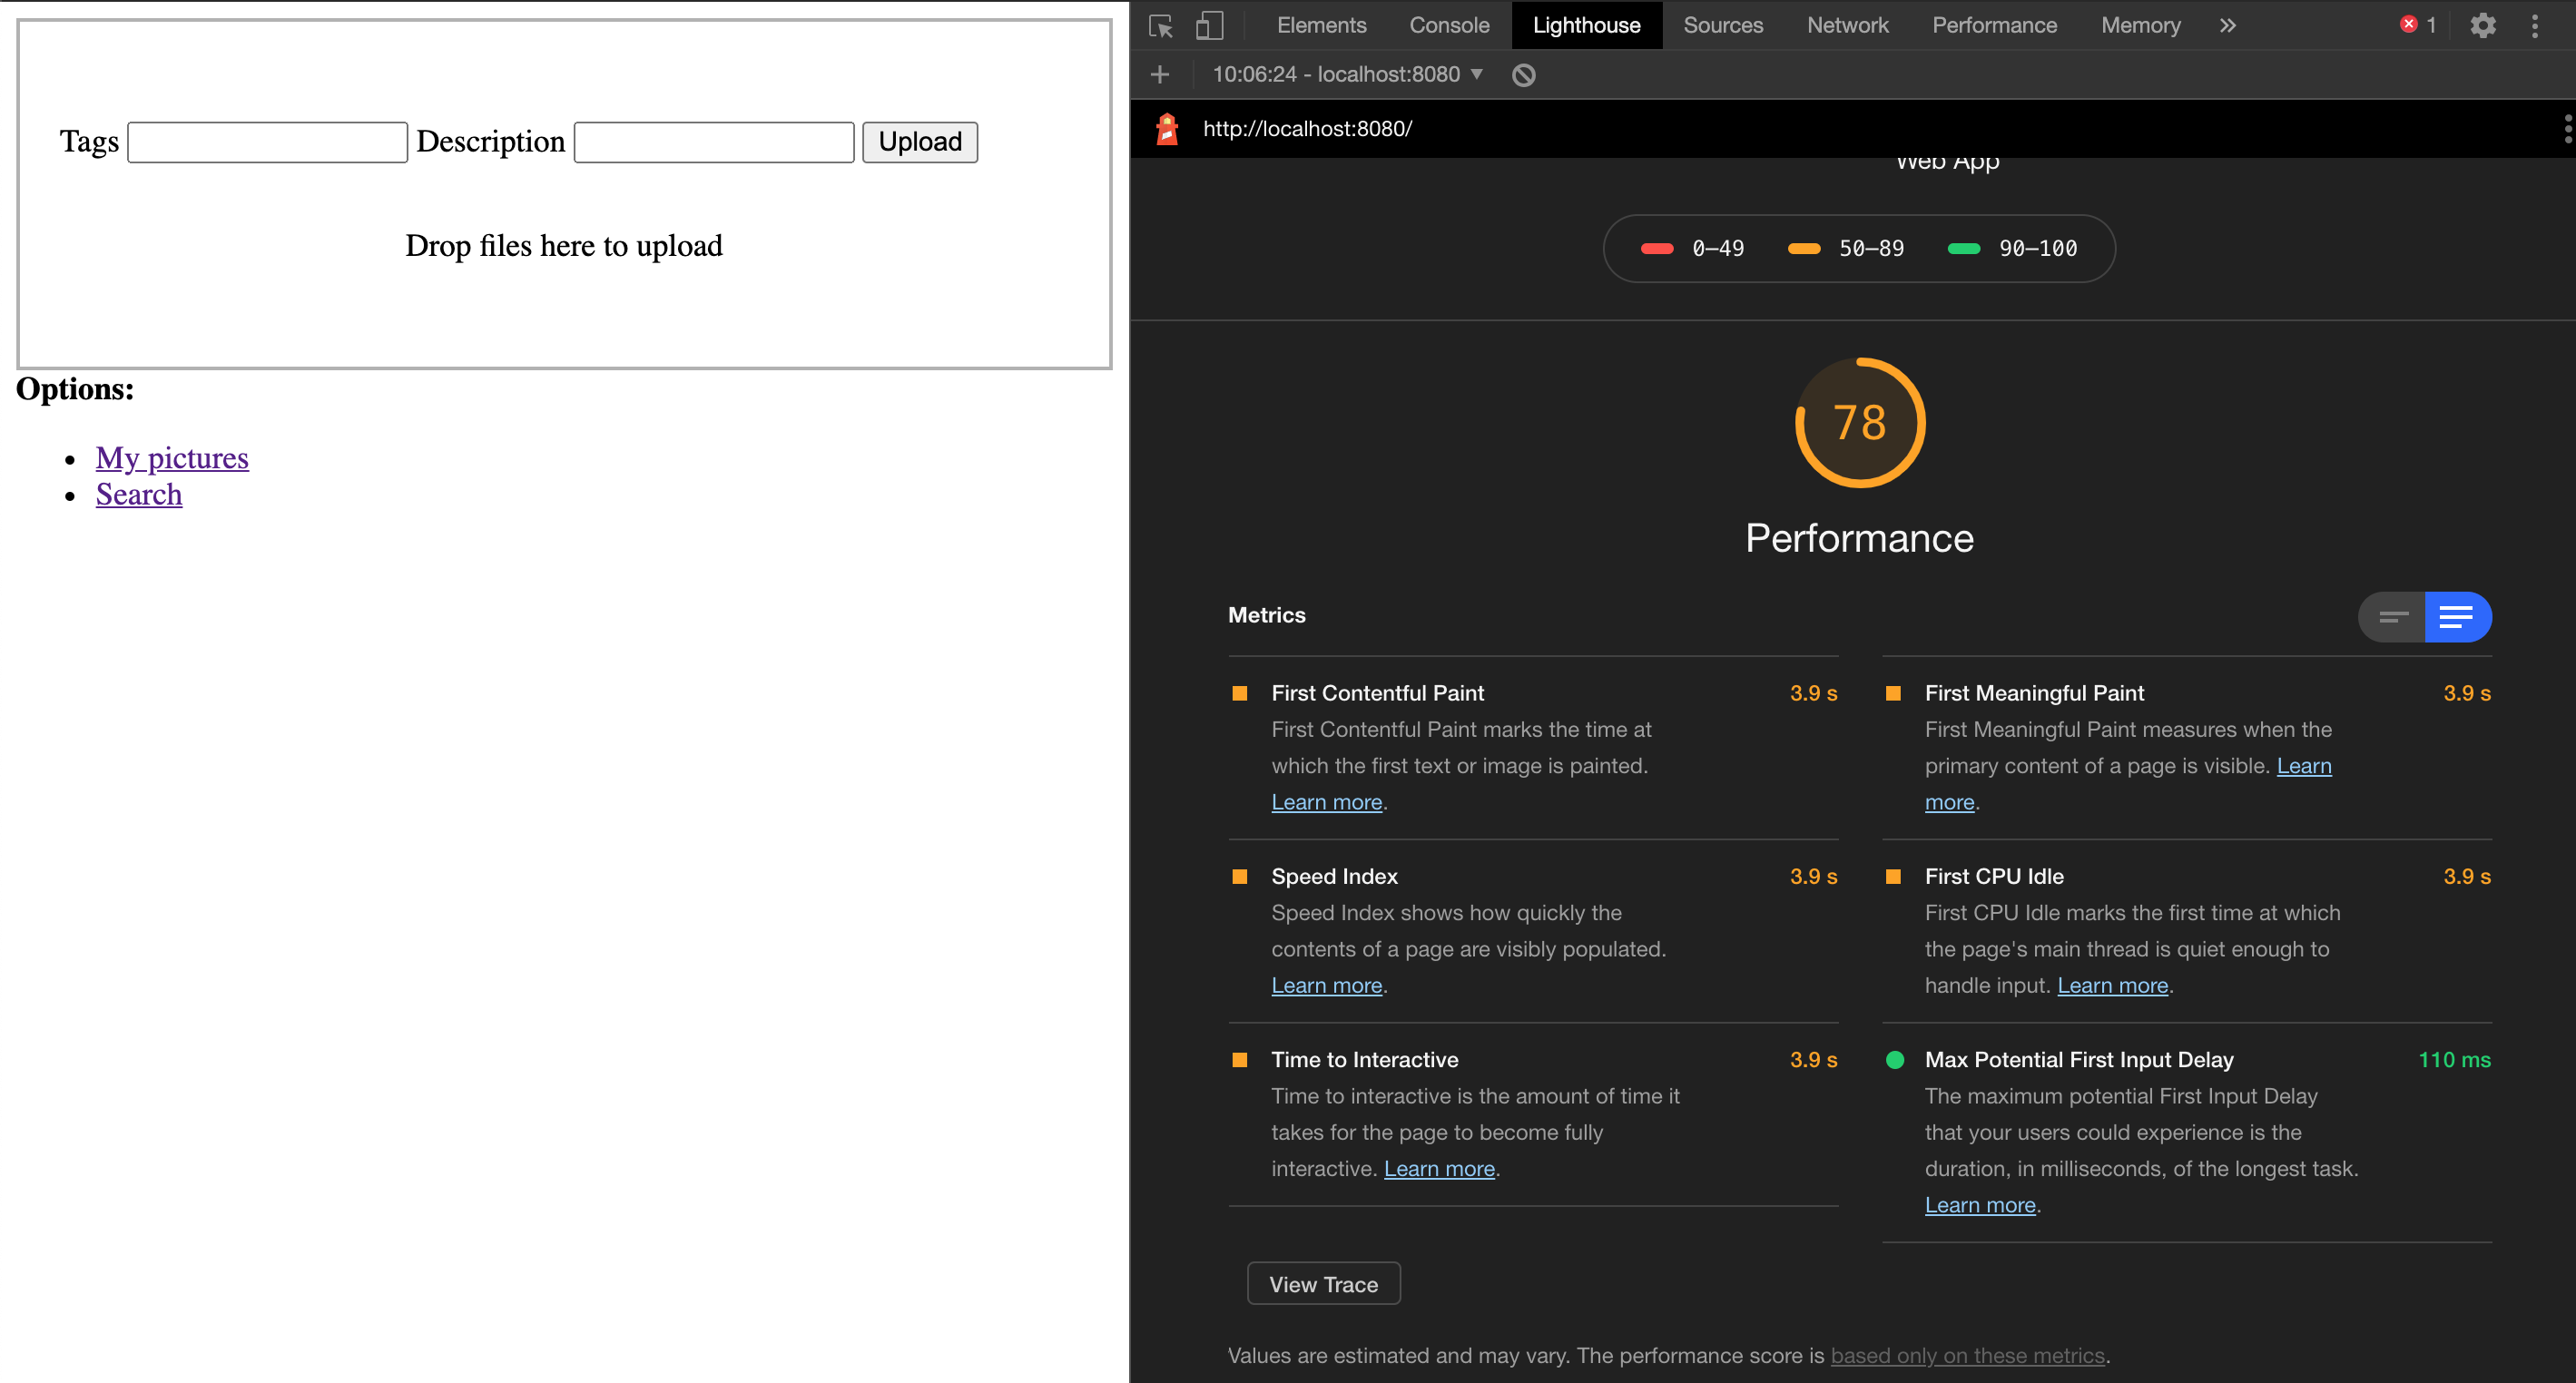 Tags Description Upload
Drop files here to upload
Options:
My pictures
Search
Elements Console Lighthouse Sources Network Performance Memory 1
10:06:24 - localhost:8080
http://localhost:8080/
Web App
0–49 50–89 90–100
78
Performance
Metrics
First Contentful Paint 3.9 s
First Contentful Paint marks the time at
which the first text or image is painted.
Learn more.
First Meaningful Paint 3.9 s
First Meaningful Paint measures when the
primary content of a page is visible. Learn
more.
Speed Index 3.9 s
Speed Index shows how quickly the
contents of a page are visibly populated.
Learn more.
First CPU Idle 3.9 s
First CPU Idle marks the first time at which
the page's main thread is quiet enough to
handle input. Learn more.
Time to Interactive 3.9 s
Time to interactive is the amount of time it
takes for the page to become fully
interactive. Learn more.
Max Potential First Input Delay 110 ms
The maximum potential First Input Delay
that your users could experience is the
duration, in milliseconds, of the longest task.
Learn more.
View Trace
Values are estimated and may vary. The performance score is based only on these metrics.